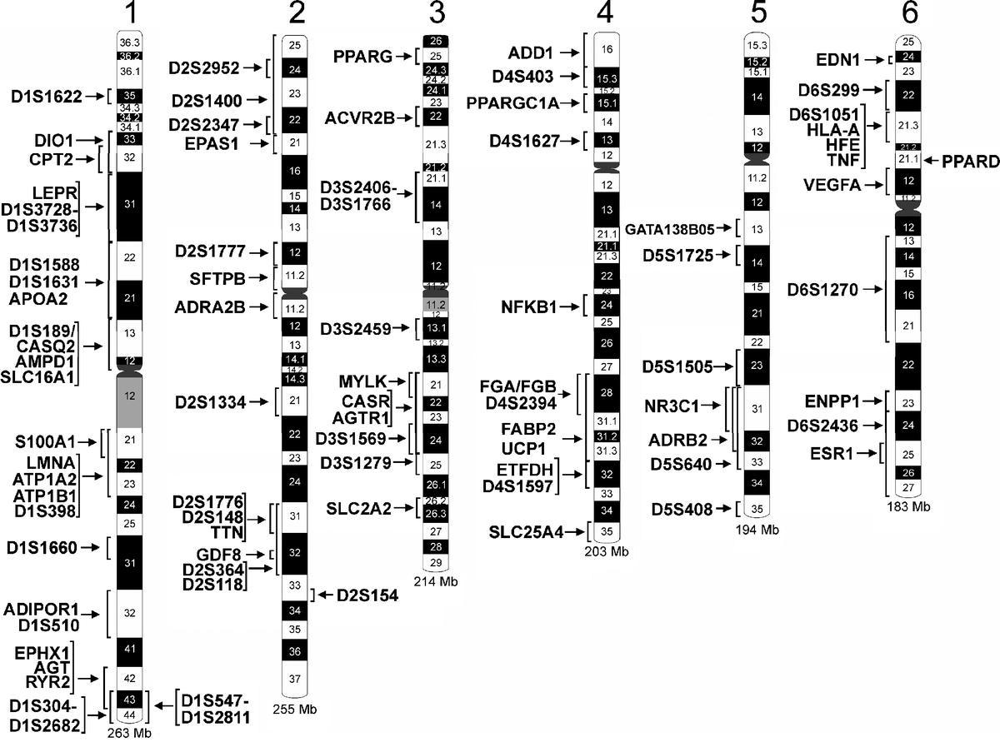 1
36.3
36.2
36.1
35
34.3
34.2
34.1
33
32
31
22
21
13
12
12
21
22
23
24
25
31
32
41
42
43
44
263 Mb
D1S1622
DIO1
CPT2
LEPR
D1S3728-
D1S3736
D1S1588
D1S1631
APOA2
D1S189/
CASQ2
AMPD1
SLC16A1
S100A1
LMNA
ATP1A2
ATP1B1
D1S398
D1S1660
ADIPOR1
D1S510
EPHX1
AGT
RYR2
D1S304-
D1S2682
D1S547-
D1S2811
2
25
24
23
22
21
16
15
14
13
12
11.2
11.2
12
13
14.1
14.2
14.3
21
22
23
24
31
32
33
34
35
36
37
255 Mb
D2S2952
D2S1400
D2S2347
EPAS1
D2S1777
SFTPB
ADRA2B
D2S1334
D2S1776
D2S148
TTN
GDF8
D2S364
D2S118
D2S154
3
26
25
24.3
24.2
24.1
23
22
21.3
21.2
21.1
14
13
12
11.2
11.2
12
13.1
13.2
13.3
21
22
23
24
25
26.1
26.2
26.3
27
28
29
214 Mb
PPARG
ACVR2B
D3S2406-
D3S1766
D3S2459
MYLK
CASR
AGTR1
D3S1569
D3S1279
SLC2A2
4
16
15.3
15.2
15.1
14
13
12
12
13
21.1
21.1
21.3
22
23
24
25
26
27
28
31.1
31.2
31.3
32
33
34
35
203 Mb
ADD1
D4S403
PPARGC1A
D4S1627
NFKB1
FGA/FGB
D4S2394
FABP2
UCP1
ETFDH
D4S1597
SLC25A4
5
15.3
15.2
15.1
14
13
12
11.2
12
13
14
15
21
22
23
31
32
33
34
35
194 Mb
GATA138B05
D5S1725
D5S1505
NR3C1
ADRB2
D5S640
D5S408
6
25
24
23
22
21.3
21.2
21.1
12
11.2
12
13
14
15
16
21
22
23
24
25
26
27
183 Mb
EDN1
D6S299
D6S1051
HLA-A
HFE
TNF
PPARD
VEGFA
D6S1270
ENPP1
D6S2436
ESR1